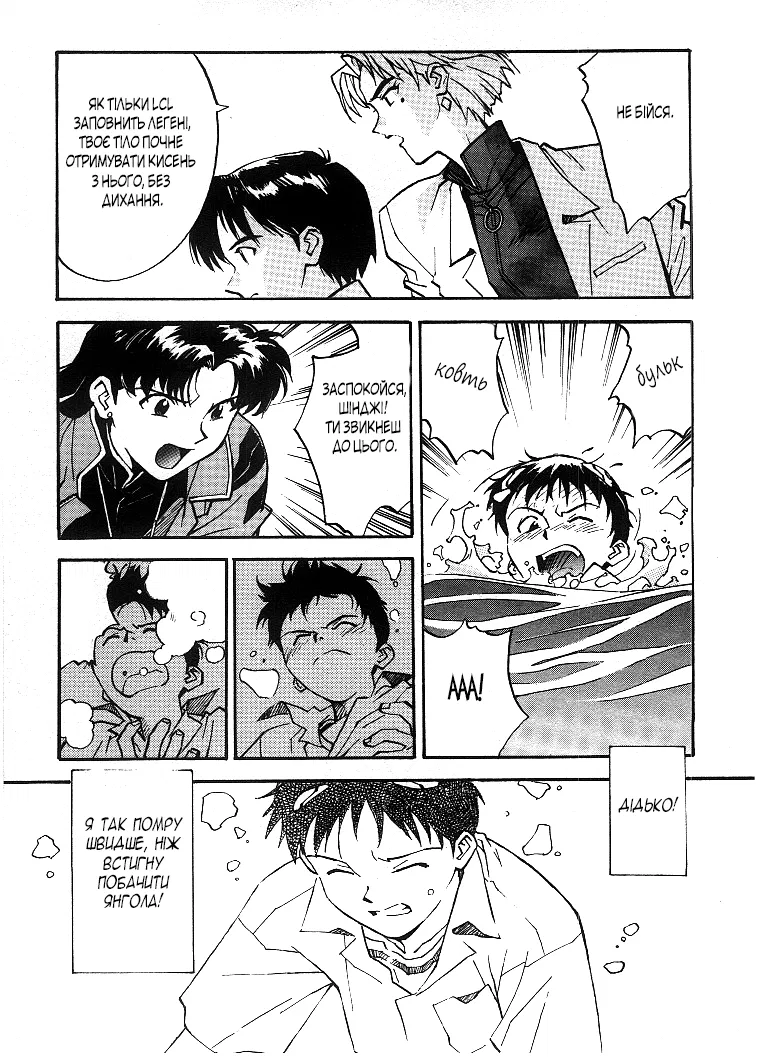 НЕ БІЙСЯ.
ЯК ТІЛЬКИ LCL
ЗАПОВНИТЬ ЛЕГЕНІ,
ТВОЄ ТІЛО ПОЧНЕ
ОТРИМУВАТИ КИСЕНЬ
З НЬОГО, БЕЗ
ДИХАННЯ.
бульк
ковть
ААА!
ЗАСПОКОЙСЯ,
ШІНДЖІ!
ТИ ЗВИКНЕШ
ДО ЦЬОГО.
ДІДЬКО!
Я ТАК ПОМРУ
ШВИДШЕ, НІЖ
ВСТИГНУ
ПОБАЧИТИ
ЯНГОЛА!